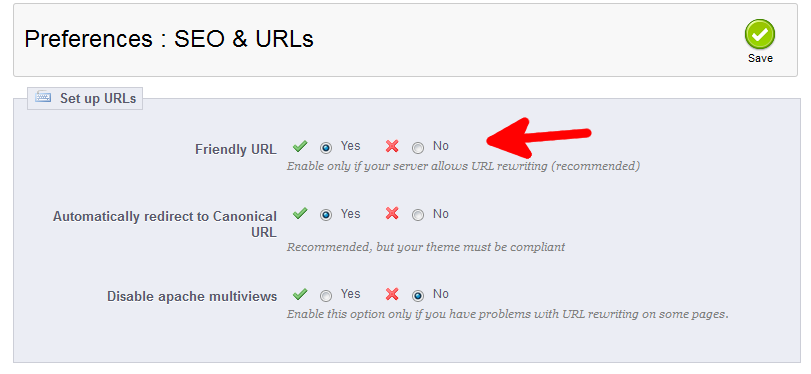 Preferences : SEO & URLs
Save
Set up URLs
Friendly URL Yes No
Enable only if your server allows URL rewriting (recommended)
Automatically redirect to Canonical Yes No
URL
Recommended, but your theme must be compliant
Disable apache multiviews Yes No
Enable this option only if you have problems with URL rewriting on some pages.